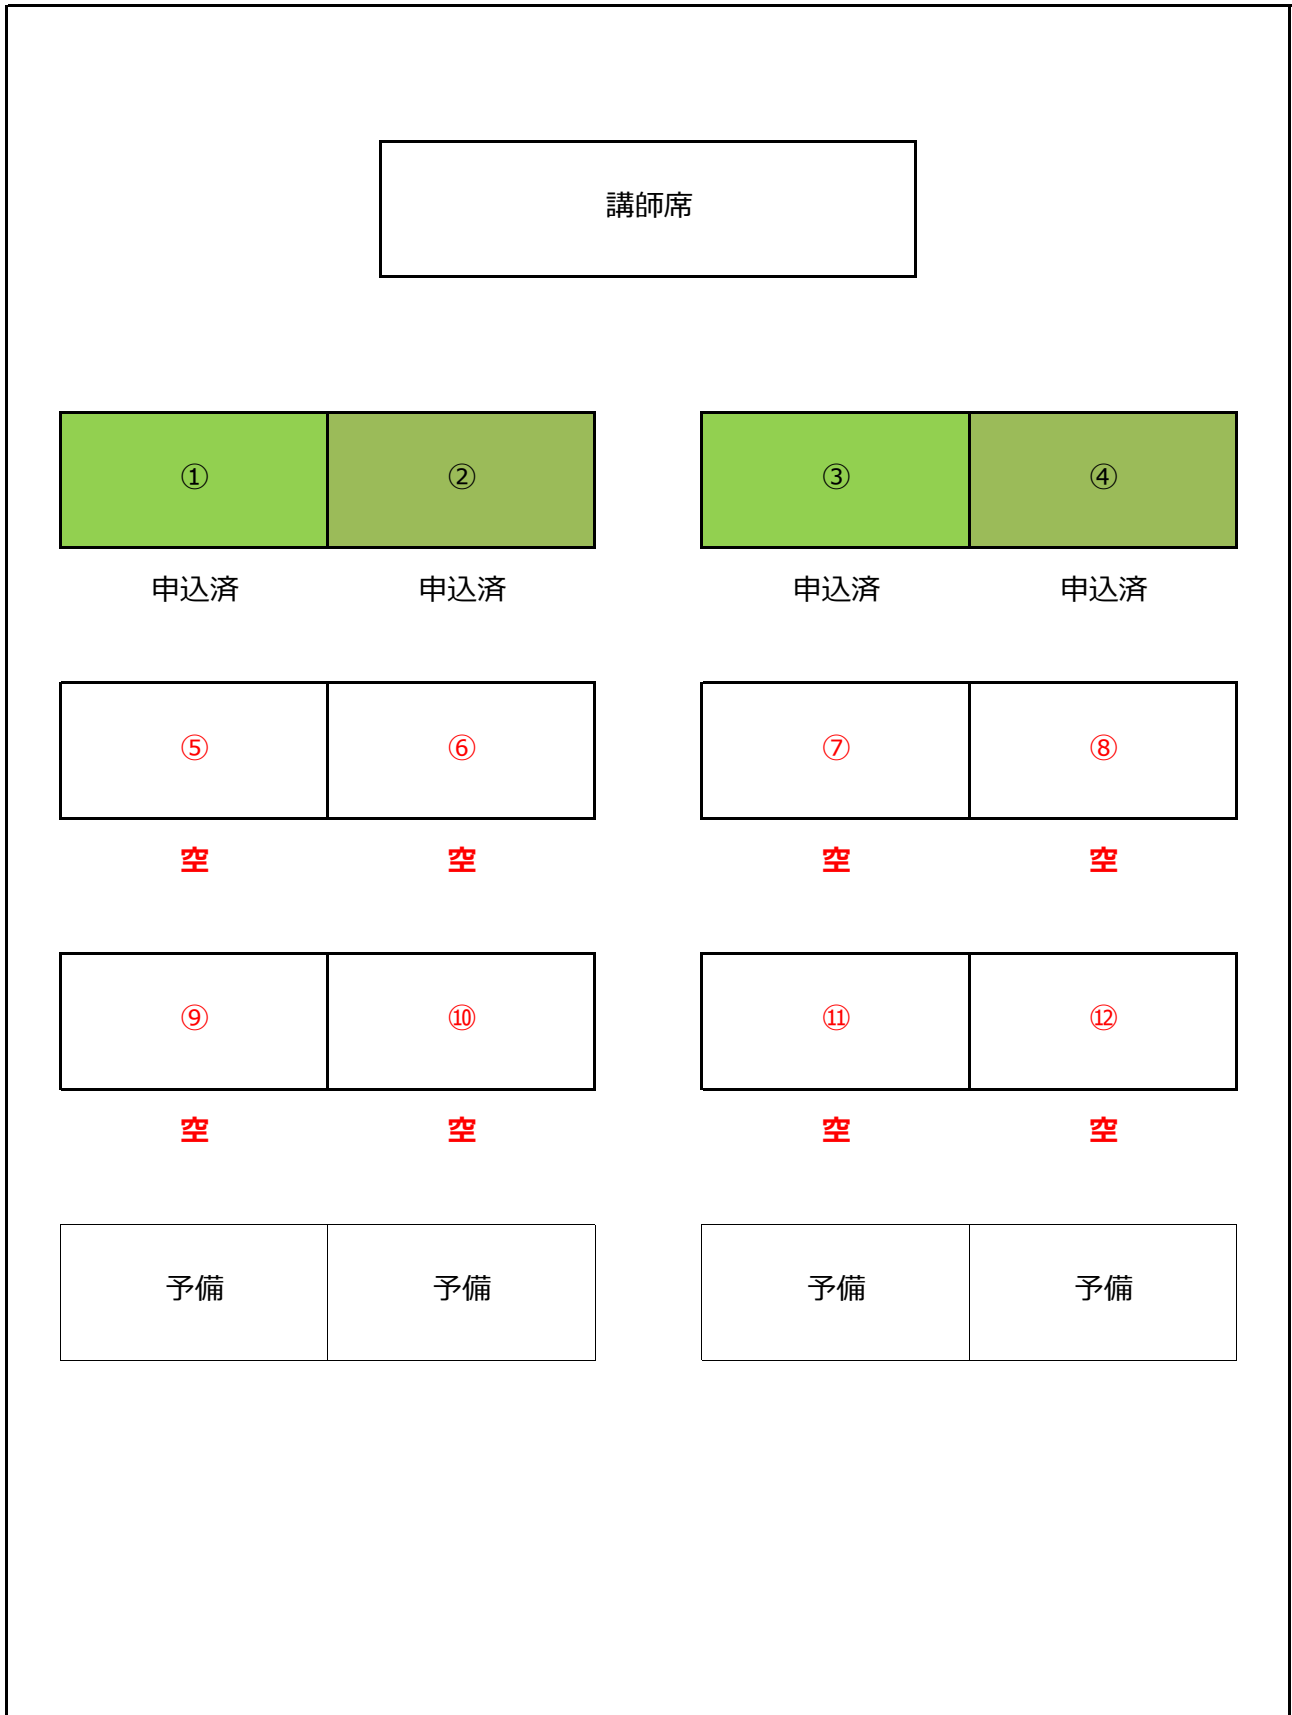 講師席
① ② ③ ④
申込済 申込済 申込済 申込済
⑤ ⑥ ⑦ ⑧
空 空 空 空
⑨ ⑩ ⑪ ⑫
空 空 空 空
予備 予備 予備 予備